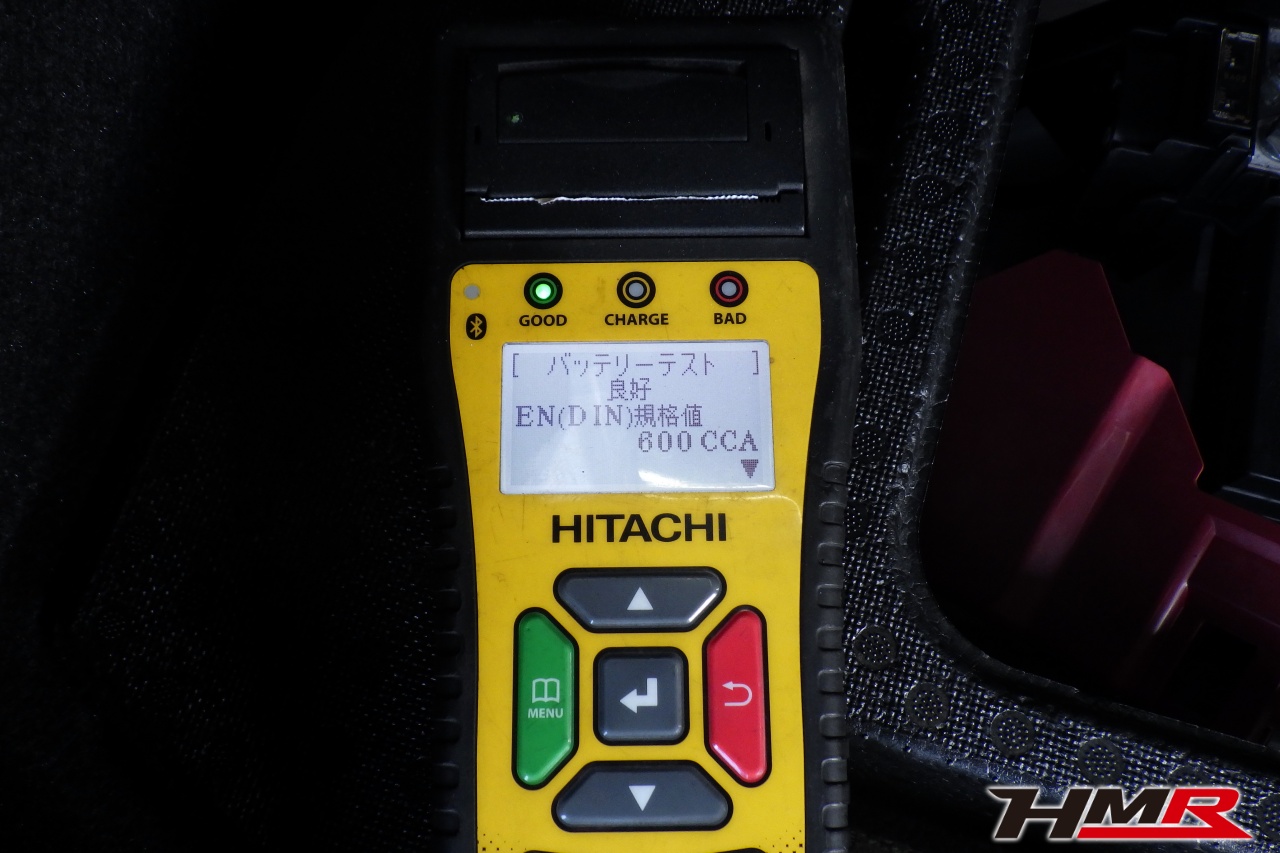 GOOD CHARGE BAD
[ バッテリーテスト ]
良好
EN(DIN)規格値
600 CCA
HITACHI
MENU
HMR